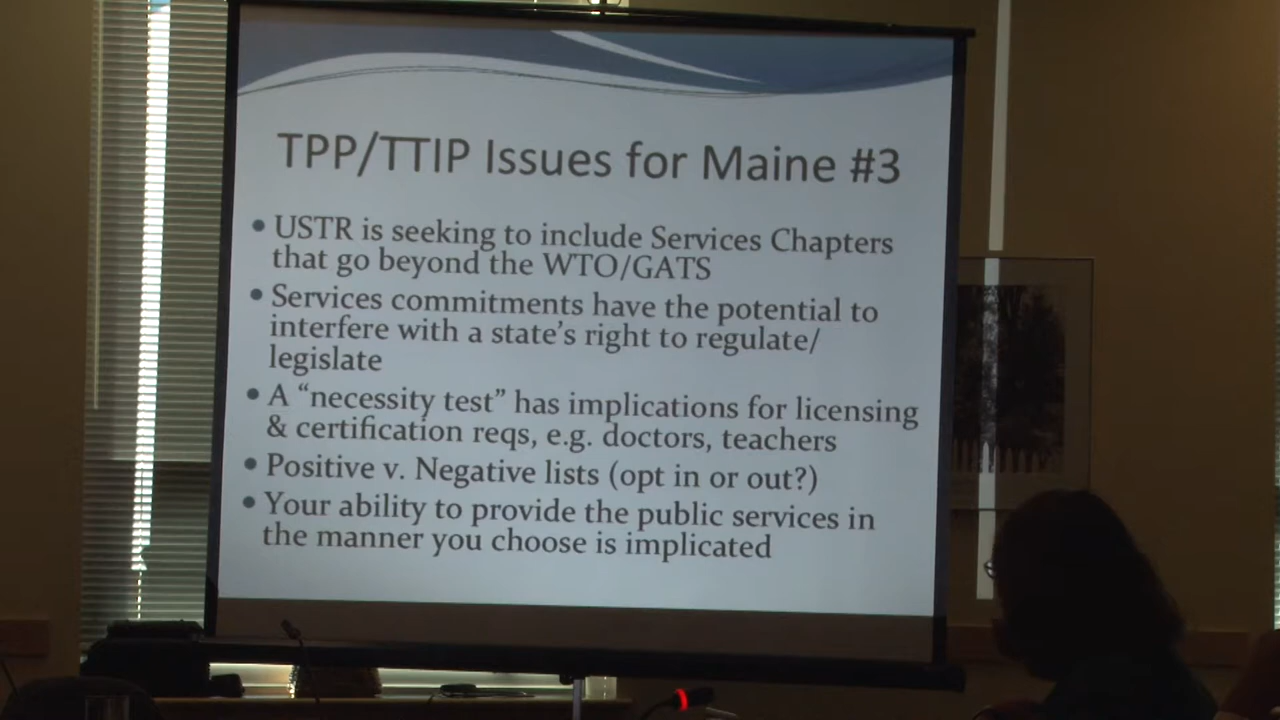 TPP/TTIP Issues for Maine #3
• USTR is seeking to include Services Chapters
that go beyond the WTO/GATS
• Services commitments have the potential to
interfere with a state's right to regulate/
legislate
• A “necessity test” has implications for licensing
& certification reqs, e.g. doctors, teachers
• Positive v. Negative lists (opt in or out?)
• Your ability to provide the public services in
the manner you choose is implicated